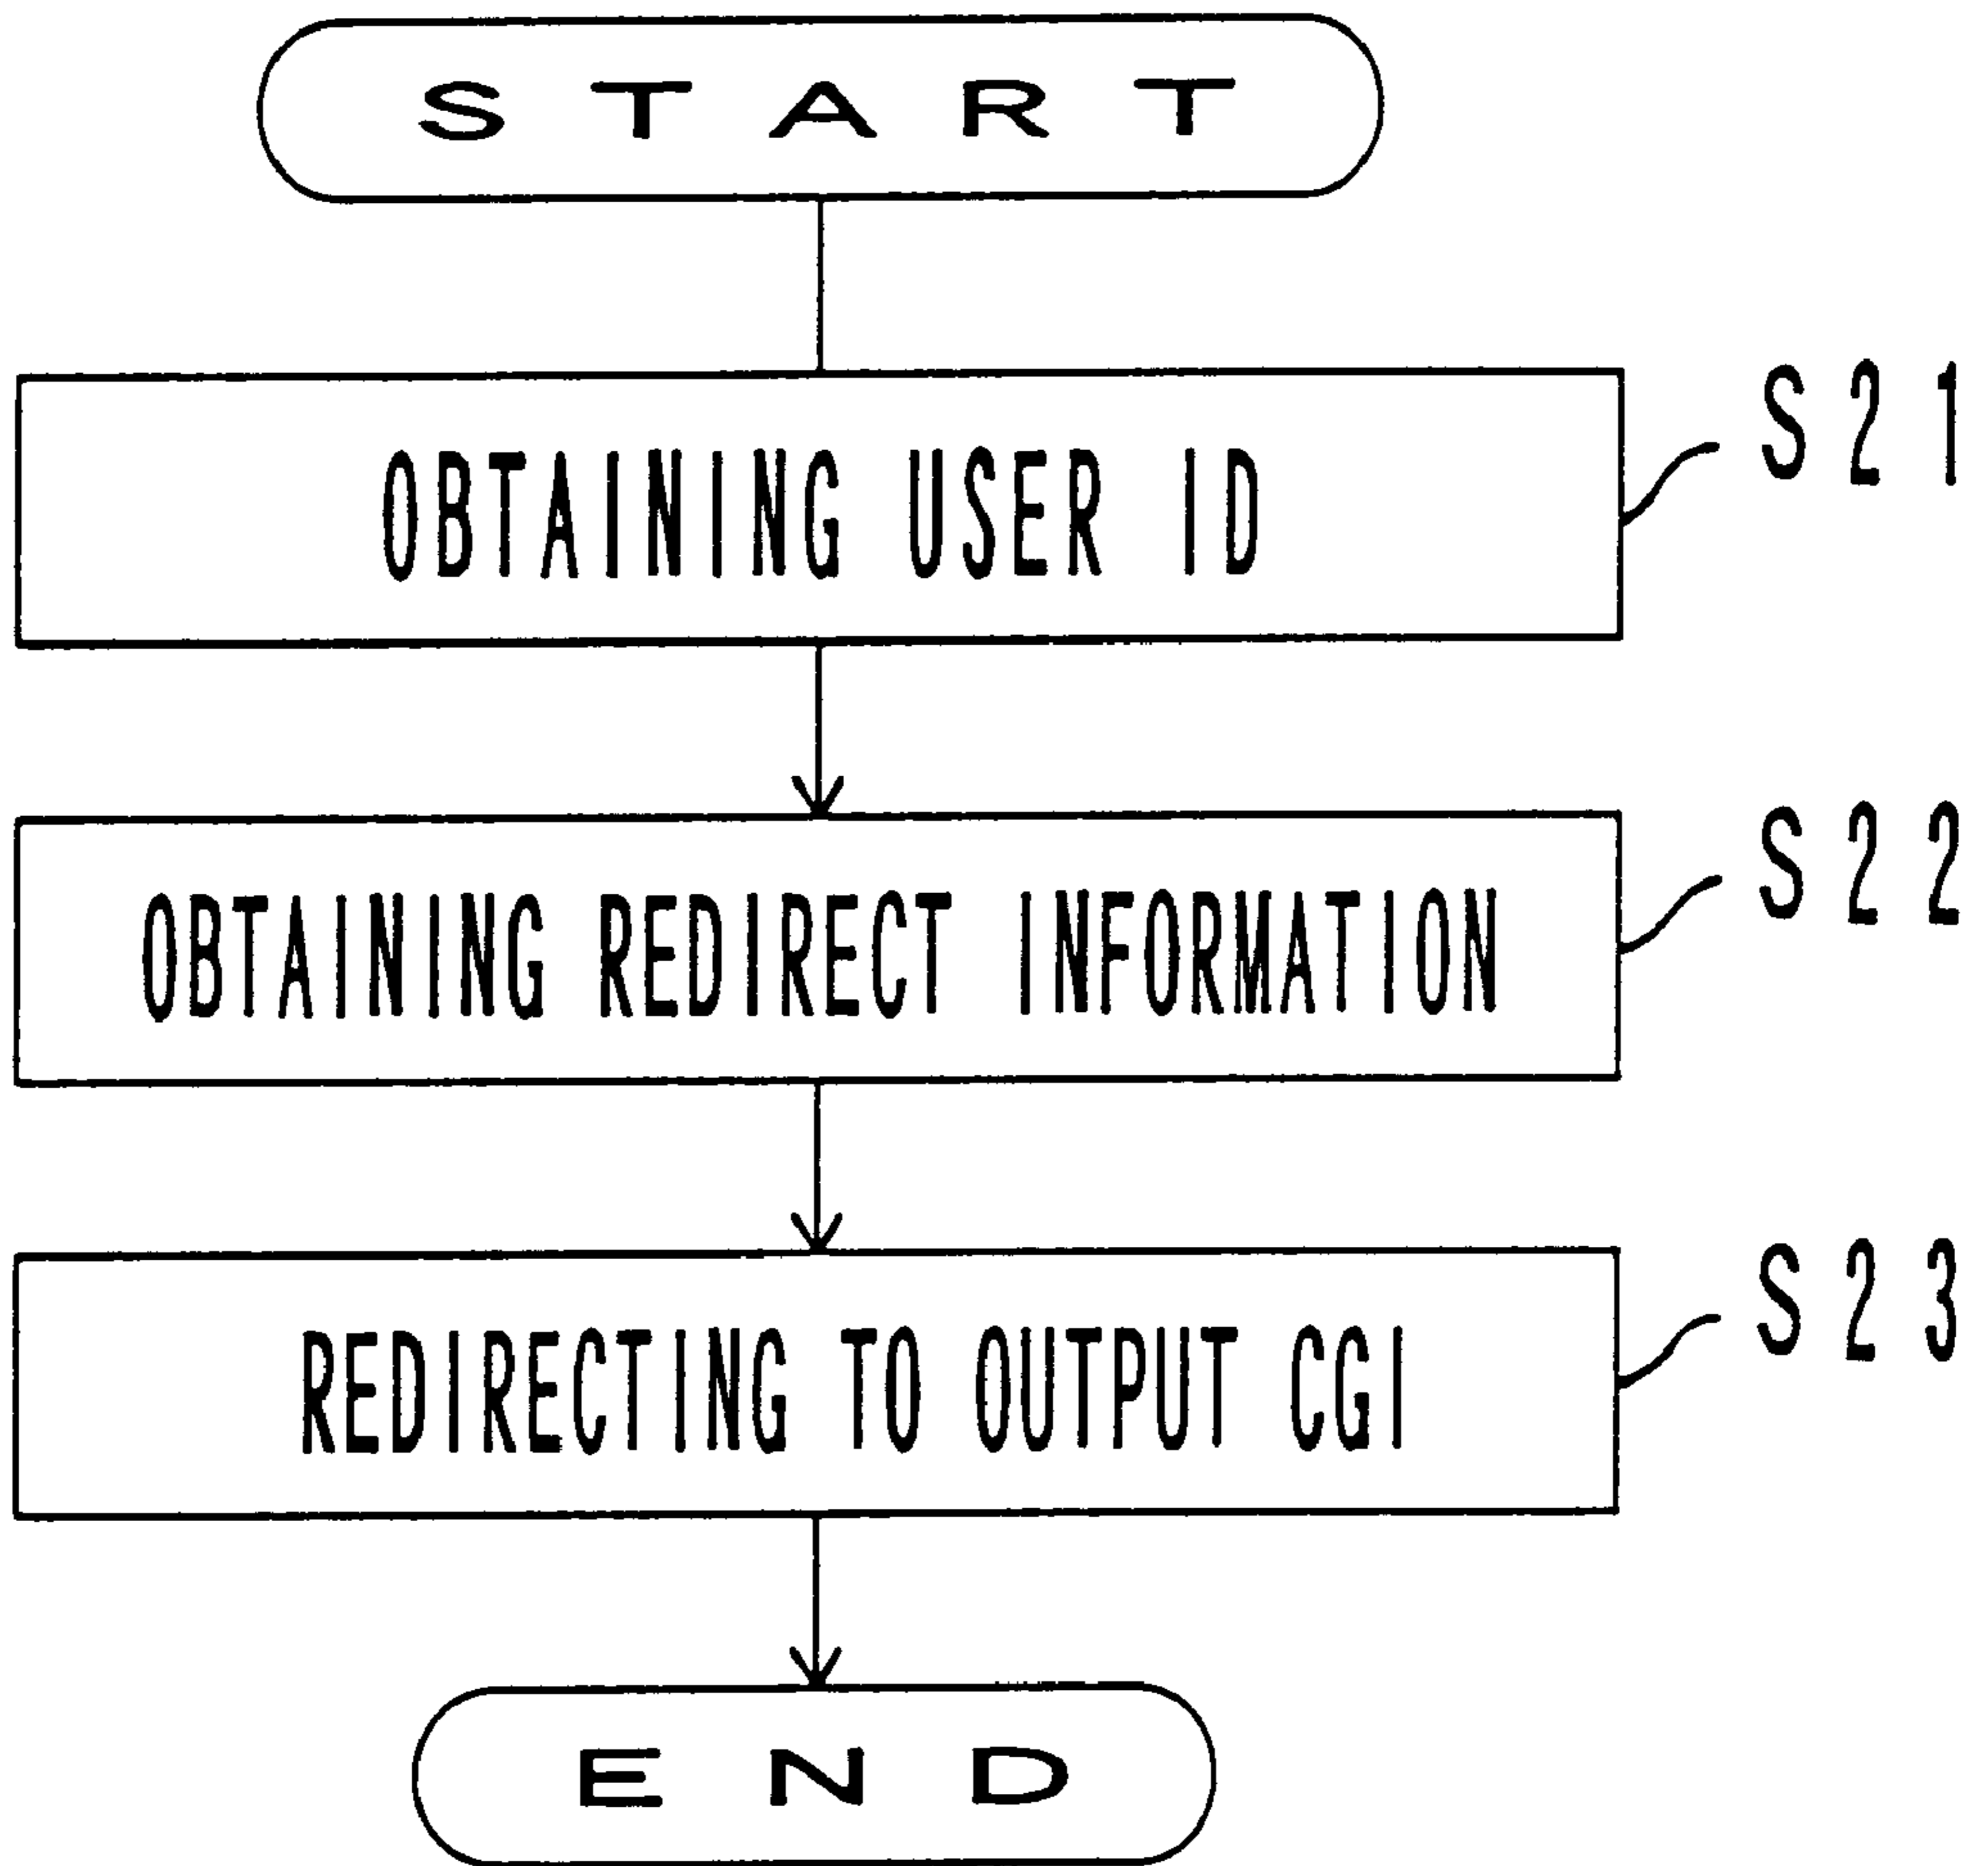 START
OBTAINING USER ID
S21
OBTAINING REDIRECT INFORMATION
S22
REDIRECTING TO OUTPUT CGI
S23
END